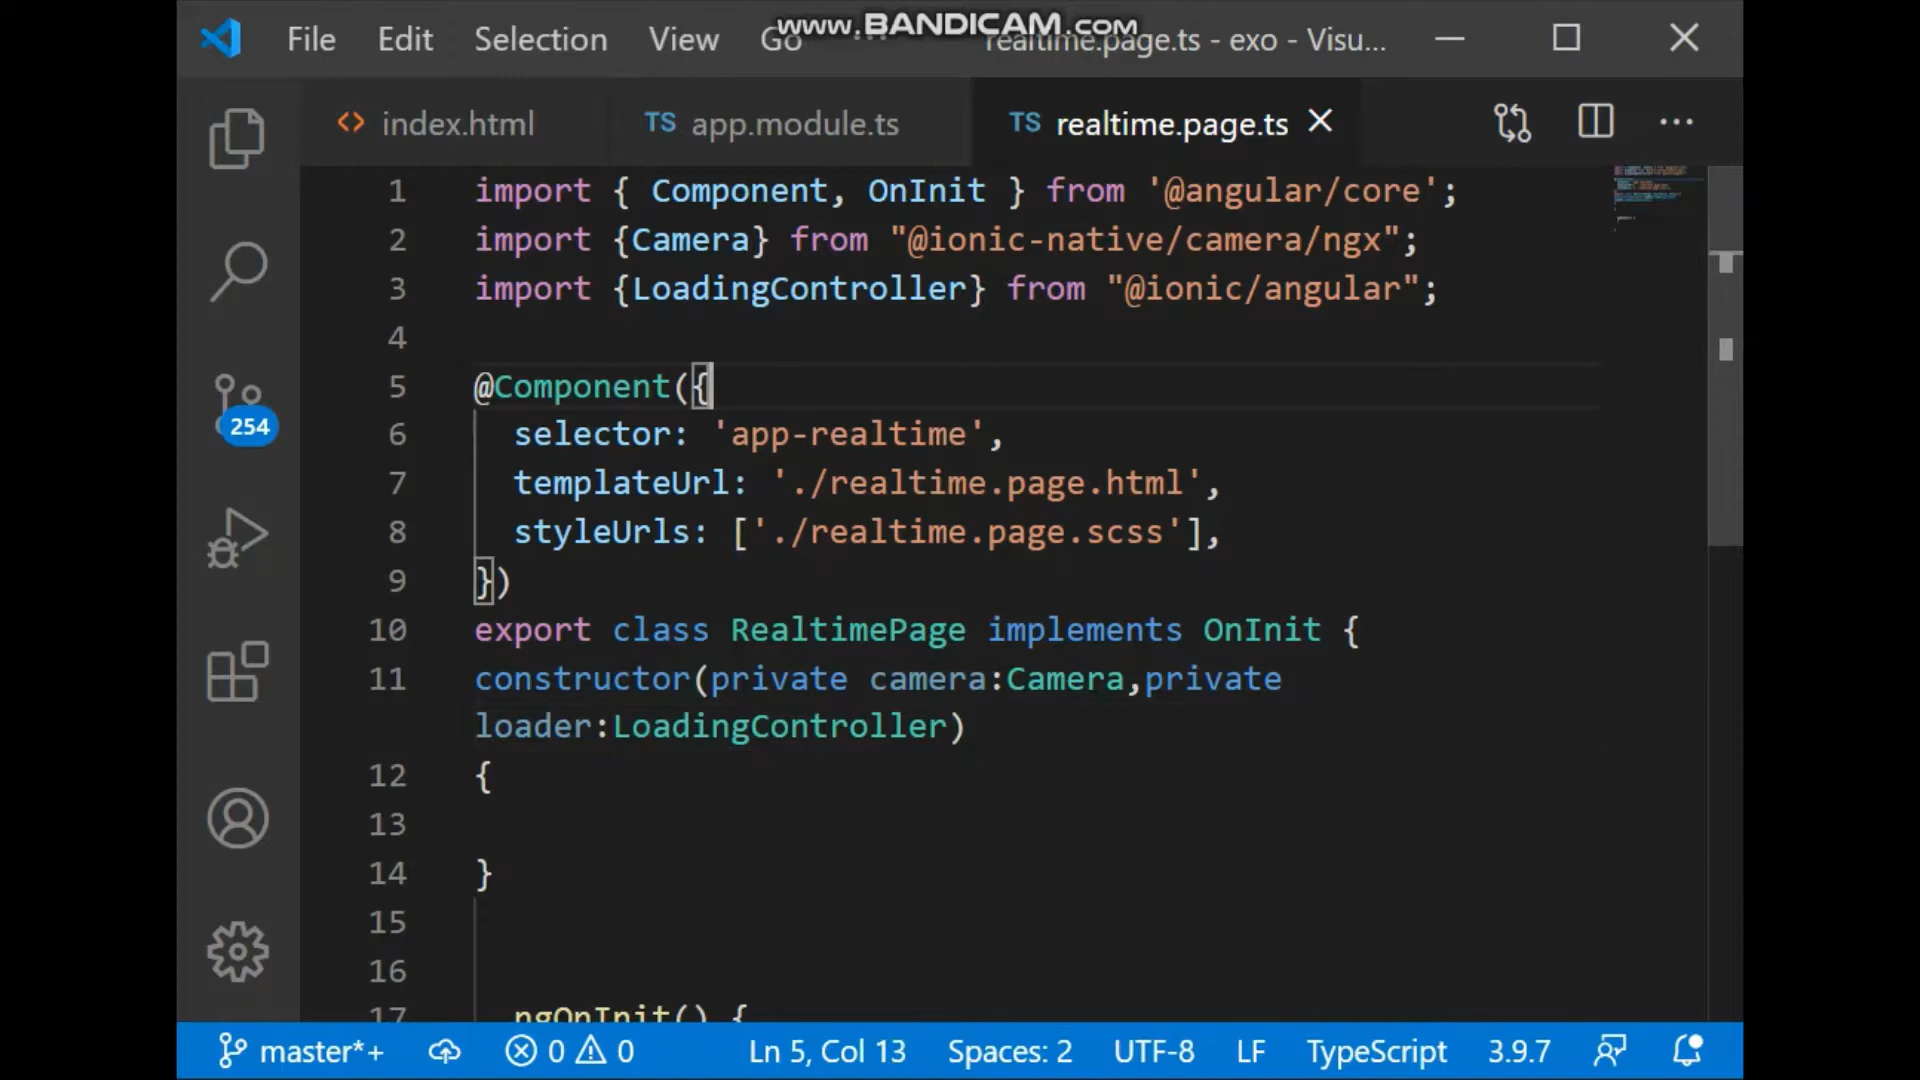 www.BANDICAM.com
File Edit Selection View Go ... realtime.page.ts - exo - Visu...
index.html TS app.module.ts TS realtime.page.ts
1 import { Component, OnInit } from '@angular/core';
2 import {Camera} from "@ionic-native/camera/ngx";
3 import {LoadingController} from "@ionic/angular";
4
5 @Component({
6 selector: 'app-realtime',
7 templateUrl: './realtime.page.html',
8 styleUrls: ['./realtime.page.scss'],
9 })
10 export class RealtimePage implements OnInit {
11 constructor(private camera:Camera,private
loader:LoadingController)
12 {
13
14 }
15
16
17 ngOnInit() {
254
master*+ 0 0 Ln 5, Col 13 Spaces: 2 UTF-8 LF TypeScript 3.9.7